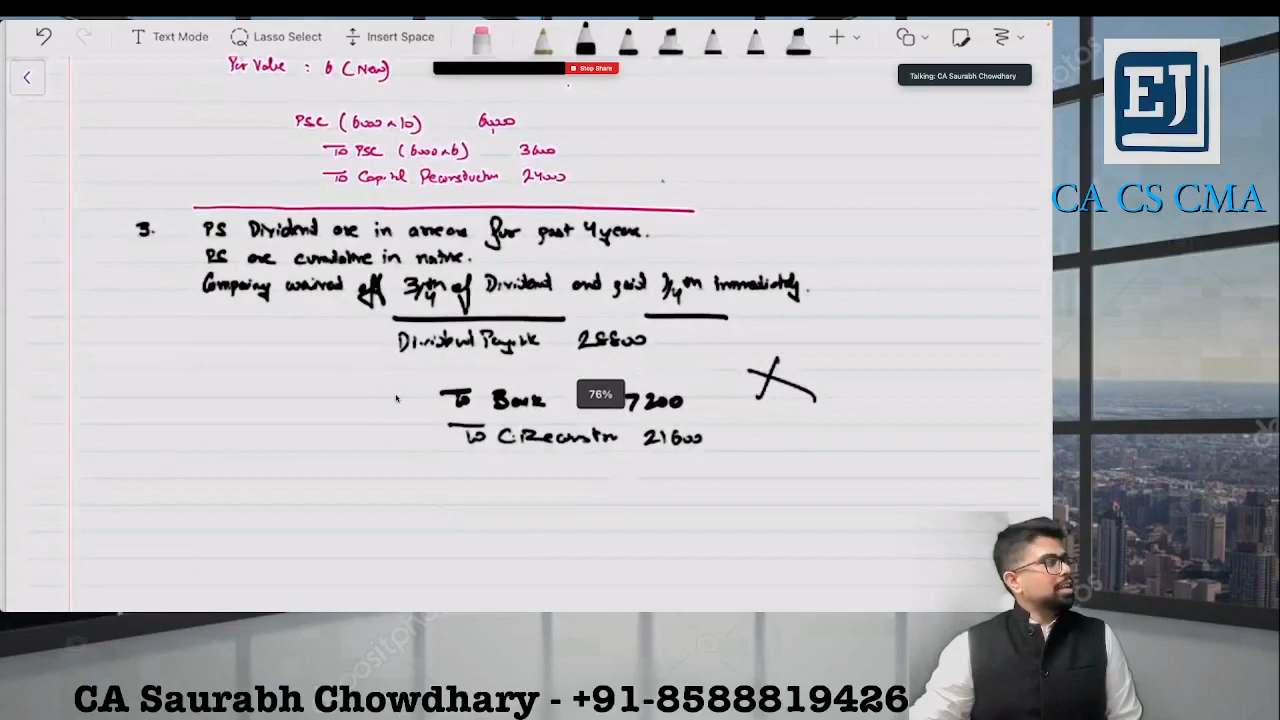 Text Mode Lasso Select Insert Space
Par Value : 6 (New)
Stop Share
Talking: CA Saurabh Chowdhary
EJ
CA CS CMA
PSC (6000 x 10)
To PSC (6000 x 6)
To Capital Reconstruction 24000
3. PS Dividend are in arrears for past 4 years.
PS are cumulative in nature.
Company waived off 3/4th of Dividend and paid 1/4th immediately.
Dividend Payable 28800
To Bank 7200
76%
To C.Reconstn 21600
CA Saurabh Chowdhary - +91-8588819426